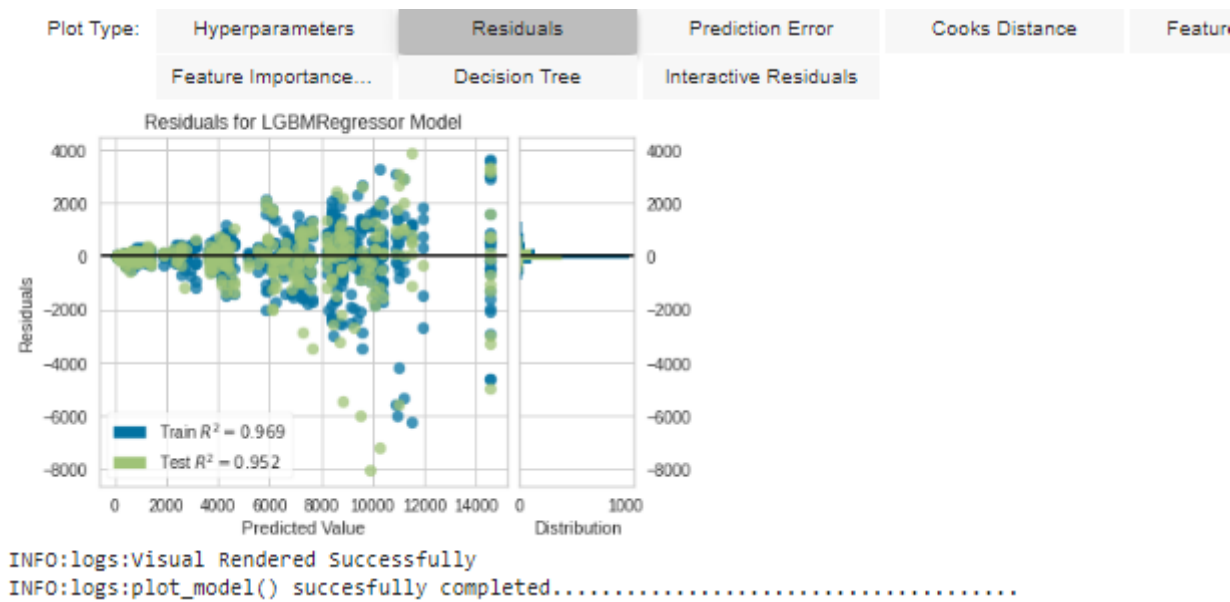 Plot Type: Hyperparameters Residuals Prediction Error Cooks Distance Feature
Feature Importance... Decision Tree Interactive Residuals
Residuals for LGBMRegressor Model
4000 4000
2000 2000
0 0
−2000 −2000
−4000 −4000
−6000 −6000
−8000 −8000
Residuals
Train R² = 0.969
Test R² = 0.952
0 2000 4000 6000 8000 10000 12000 14000 0 1000
Predicted Value Distribution
INFO:logs:Visual Rendered Successfully
INFO:logs:plot_model() succesfully completed......................................